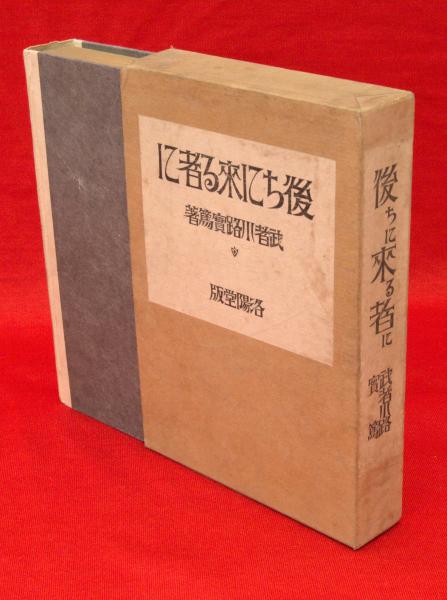 後ちに來る者に
武者小路實篤著
洛陽堂版
後ちに來る者に
武者小路
實篤